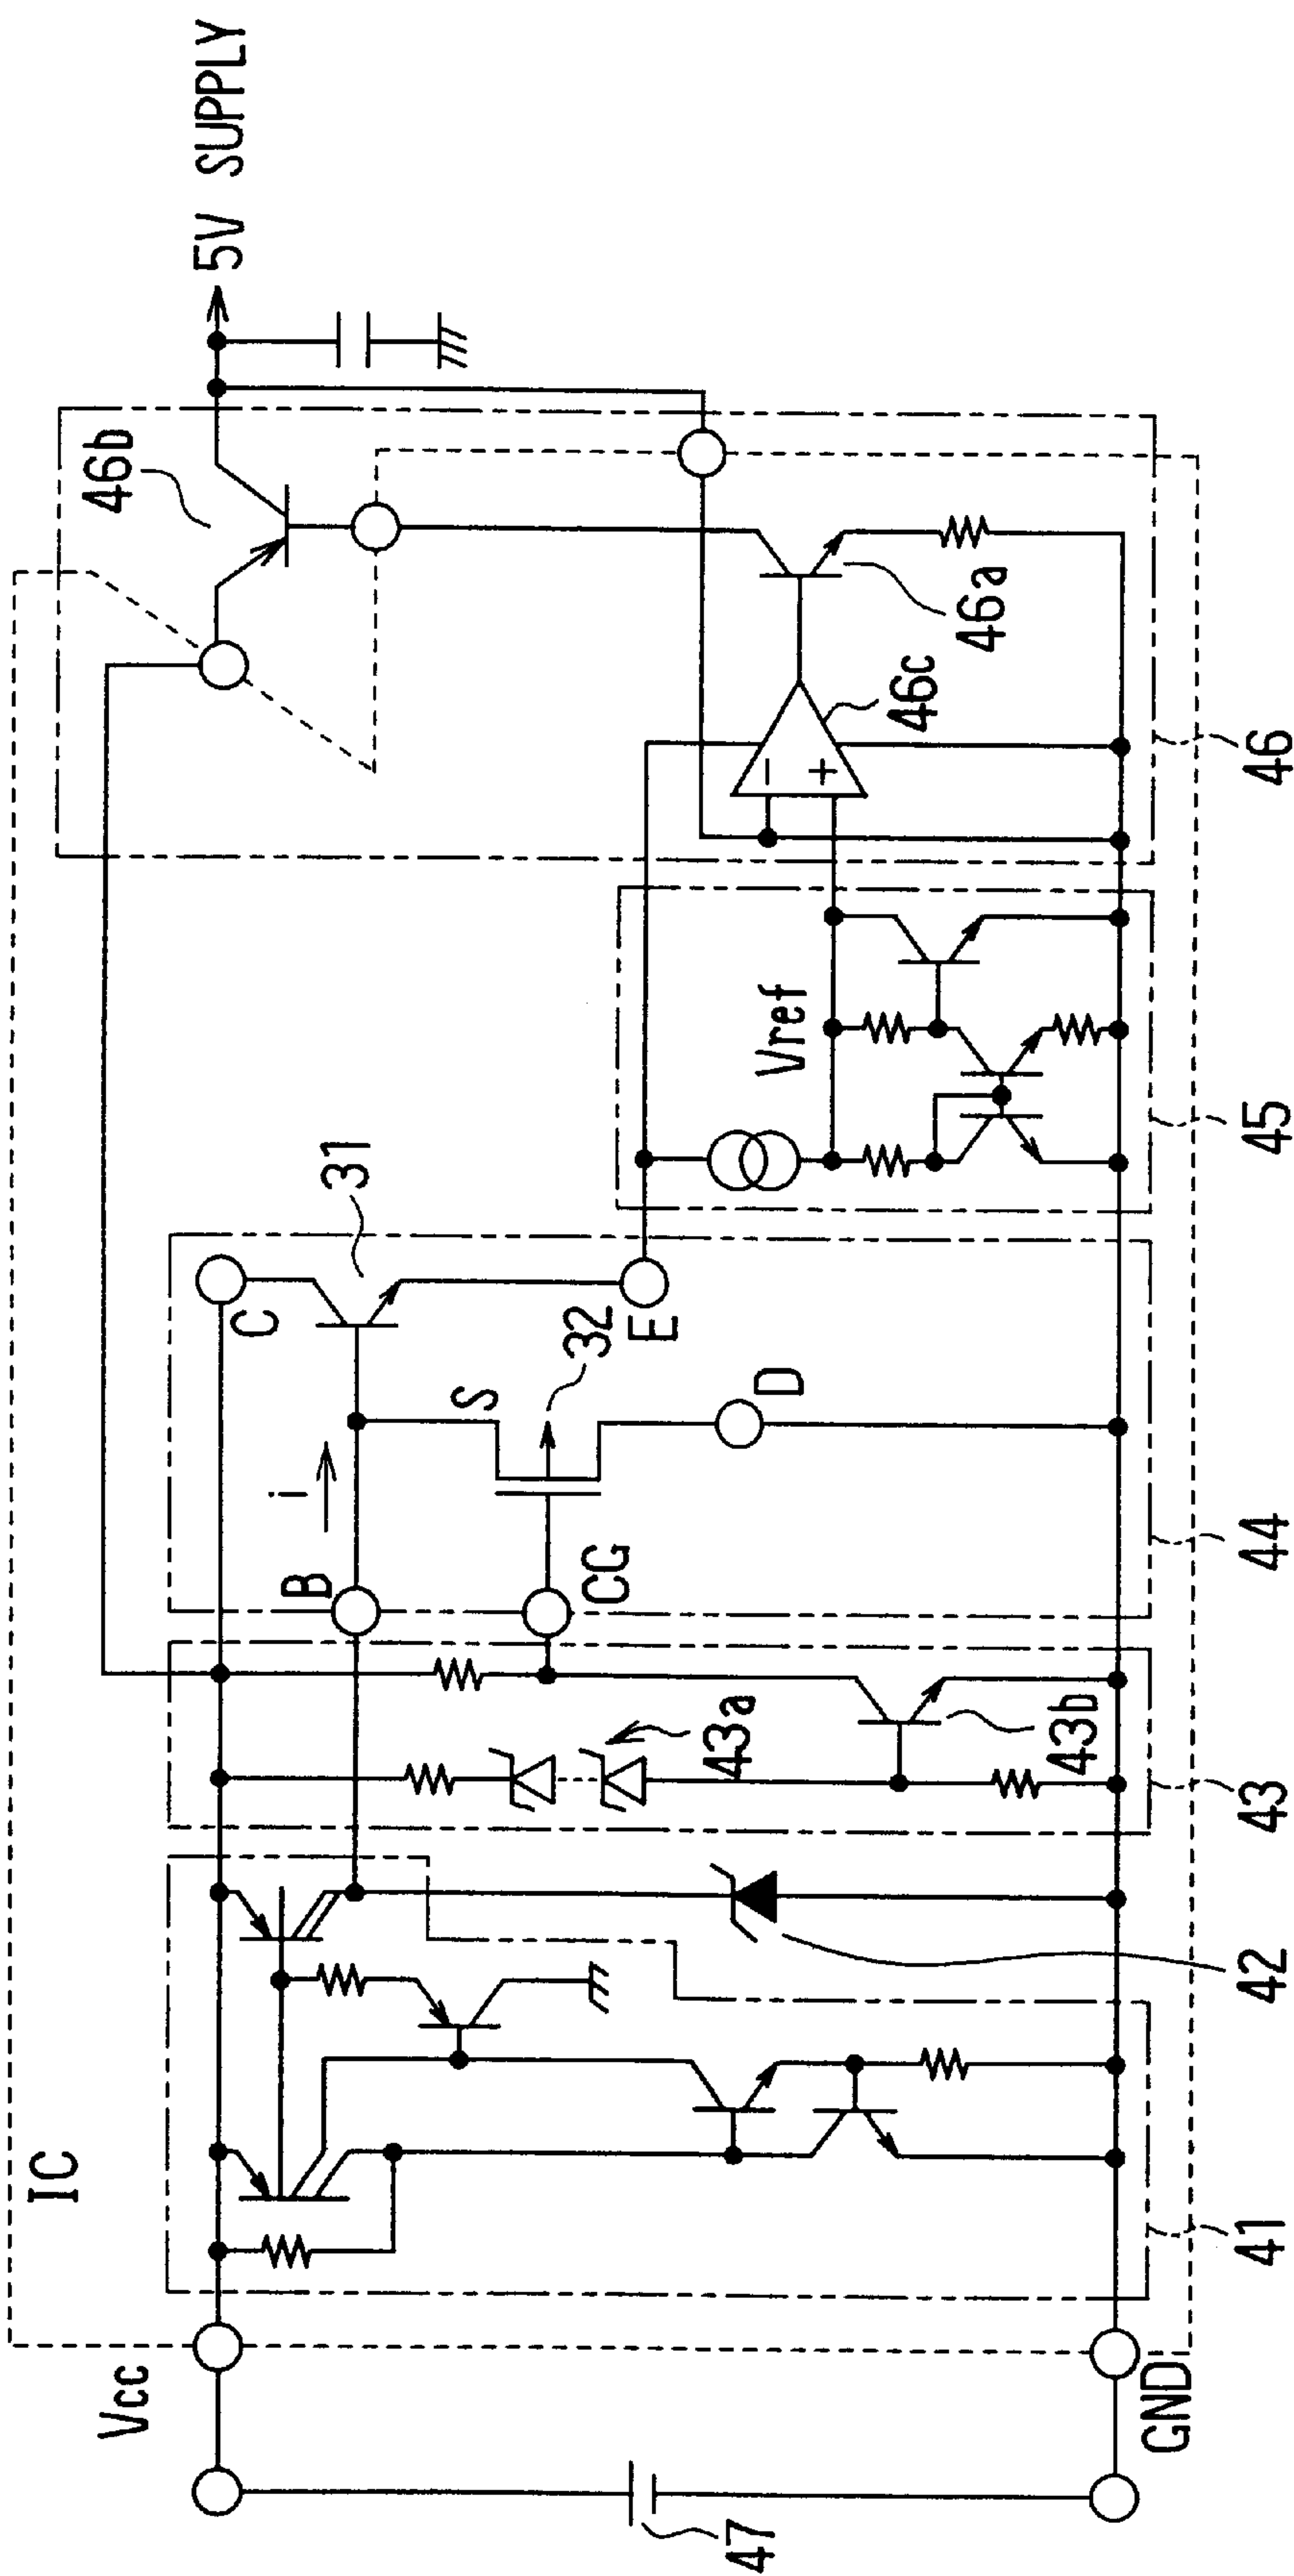 IC
Vcc
GND
47
41
42
43
43a
43b
B
i
CG
S
32
C
31
E
D
44
Vref
45
46c
46a
46b
46
5V SUPPLY
−
+